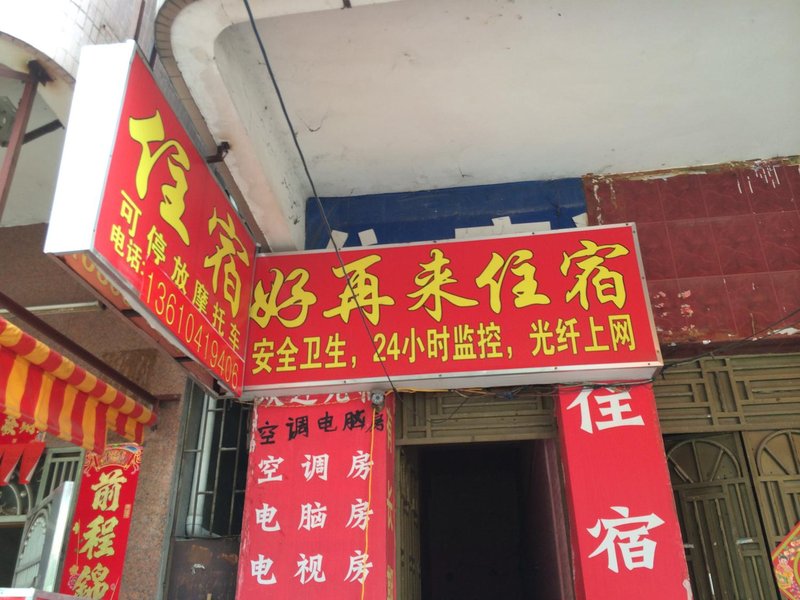 住宿
可停放摩托车
电话:13610419406
好再来住宿
安全卫生，24小时监控，光纤上网
空调电脑房
空调房
电脑房
电视房
住宿
前程錦